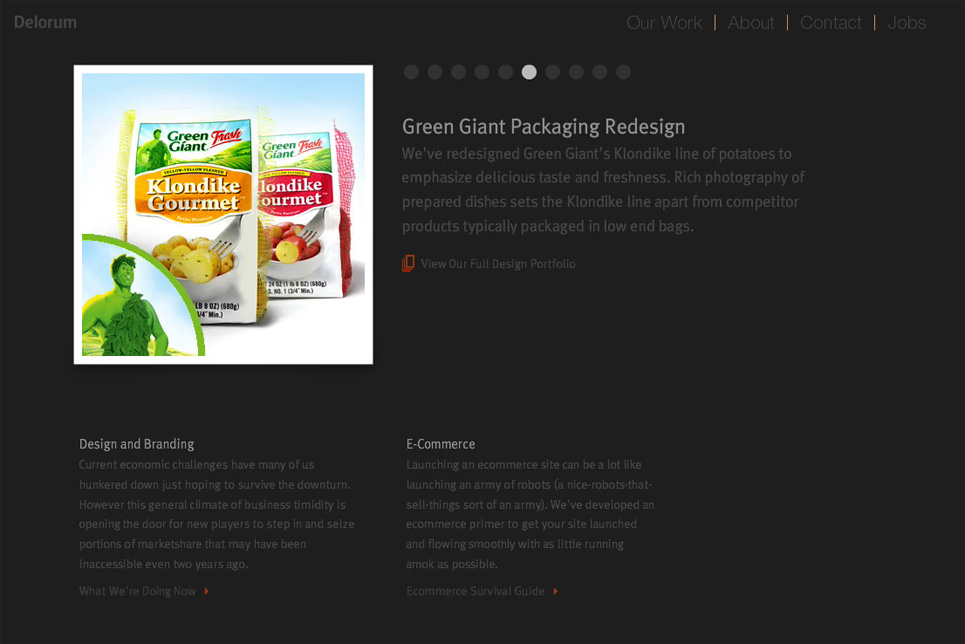 Delorum
Our Work | About | Contact | Jobs
Green Giant Fresh
YELLOW-YELLOW FLESHED
Klondike
Gourmet™
Petite Potatoes
LB 8 OZ) (680g)
3/4" Min.)
Green Giant Fresh
londike
ourmet™
24 OZ (1 lb 8 OZ) (680g)
S. NO. 1 (3/4" Min.)
Green Giant Packaging Redesign
We've redesigned Green Giant's Klondike line of potatoes to
emphasize delicious taste and freshness. Rich photography of
prepared dishes sets the Klondike line apart from competitor
products typically packaged in low end bags.
View Our Full Design Portfolio
Design and Branding
Current economic challenges have many of us
hunkered down just hoping to survive the downturn.
However this general climate of business timidity is
opening the door for new players to step in and seize
portions of marketshare that may have been
inaccessible even two years ago.
What We're Doing Now
E-Commerce
Launching an ecommerce site can be a lot like
launching an army of robots (a nice-robots-that-
sell-things sort of an army). We've developed an
ecommerce primer to get your site launched
and flowing smoothly with as little running
amok as possible.
Ecommerce Survival Guide